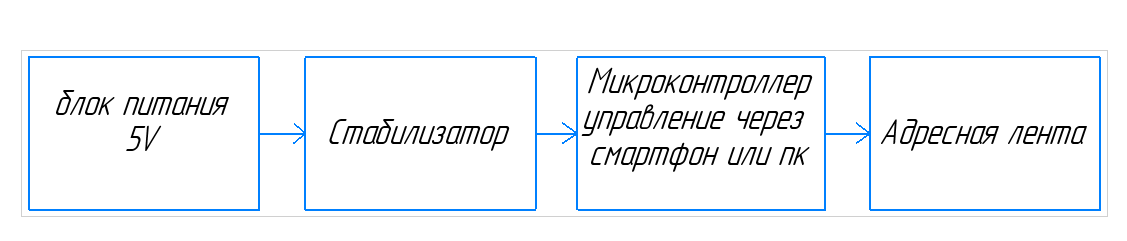 блок питания
5V
Стабилизатор
Микроконтроллер
управление через
смартфон или пк
Адресная лента